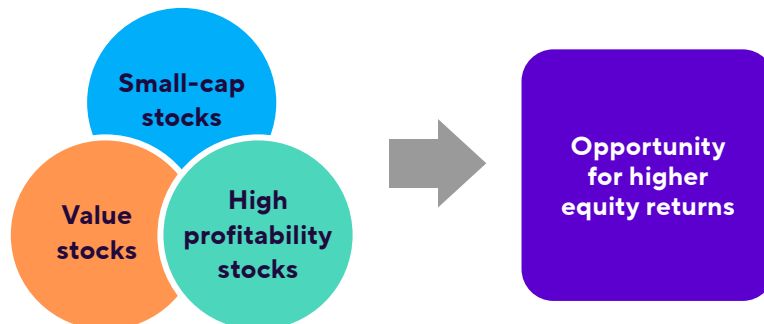 Small-cap
stocks
Value
stocks
High
profitability
stocks
Opportunity
for higher
equity returns